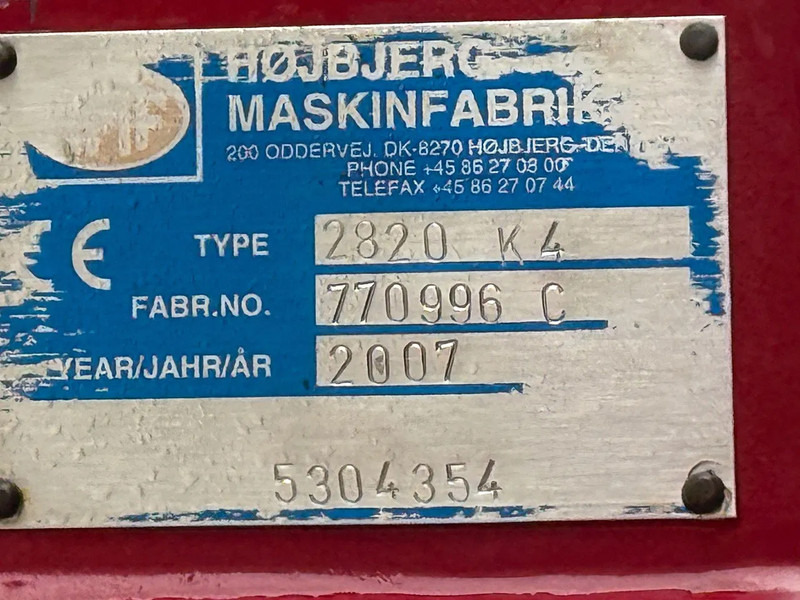 HØJBJERG
MASKINFABRIK
200 ODDERVEJ. DK-8270 HØJBJERG-DEN
PHONE +45 86 27 03 00
TELEFAX +45 86 27 07 44
CE
TYPE 2820 K4
FABR.NO. 770996 C
YEAR/JAHR/ÅR 2007
5304354